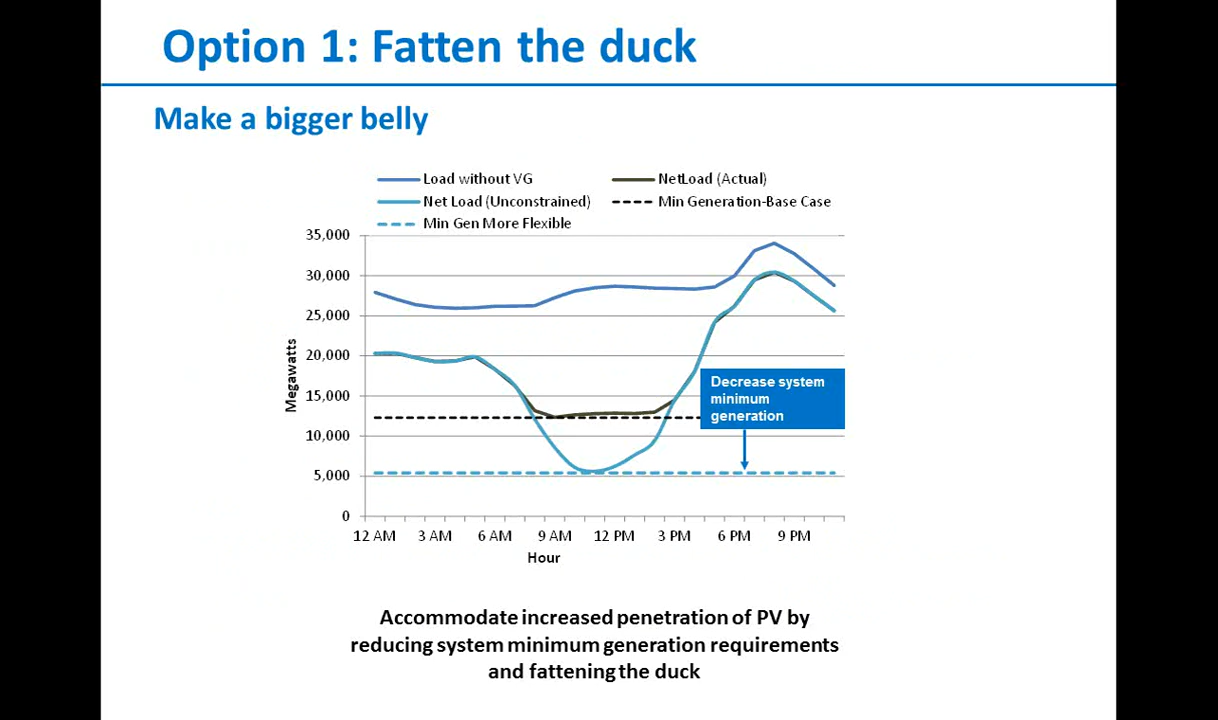 Option 1: Fatten the duck
Make a bigger belly
Load without VG
NetLoad (Actual)
Net Load (Unconstrained)
Min Generation-Base Case
Min Gen More Flexible
35,000
30,000
25,000
20,000
15,000
10,000
5,000
0
Megawatts
Decrease system
minimum
generation
12 AM 3 AM 6 AM 9 AM 12 PM 3 PM 6 PM 9 PM
Hour
Accommodate increased penetration of PV by
reducing system minimum generation requirements
and fattening the duck